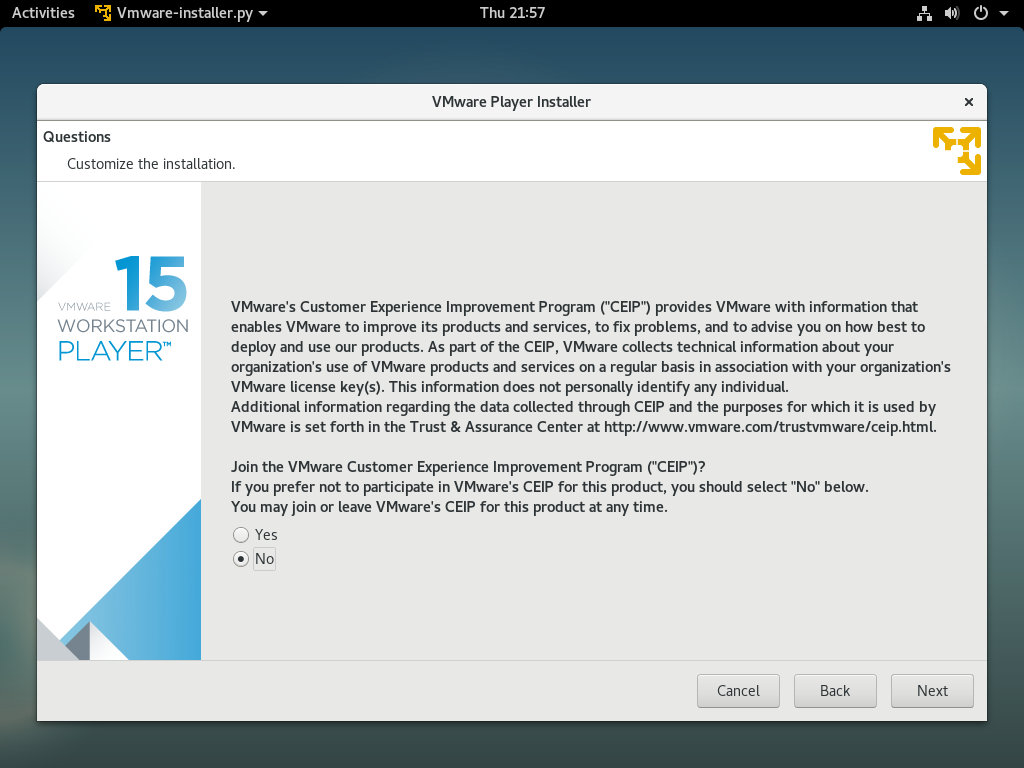 Activities Vmware-installer.py Thu 21:57
VMware Player Installer
Questions
Customize the installation.
15
VMWARE
WORKSTATION
PLAYER™
VMware's Customer Experience Improvement Program ("CEIP") provides VMware with information that
enables VMware to improve its products and services, to fix problems, and to advise you on how best to
deploy and use our products. As part of the CEIP, VMware collects technical information about your
organization's use of VMware products and services on a regular basis in association with your organization's
VMware license key(s). This information does not personally identify any individual.
Additional information regarding the data collected through CEIP and the purposes for which it is used by
VMware is set forth in the Trust & Assurance Center at http://www.vmware.com/trustvmware/ceip.html.
Join the VMware Customer Experience Improvement Program ("CEIP")?
If you prefer not to participate in VMware's CEIP for this product, you should select "No" below.
You may join or leave VMware's CEIP for this product at any time.
Yes
No
Cancel Back Next